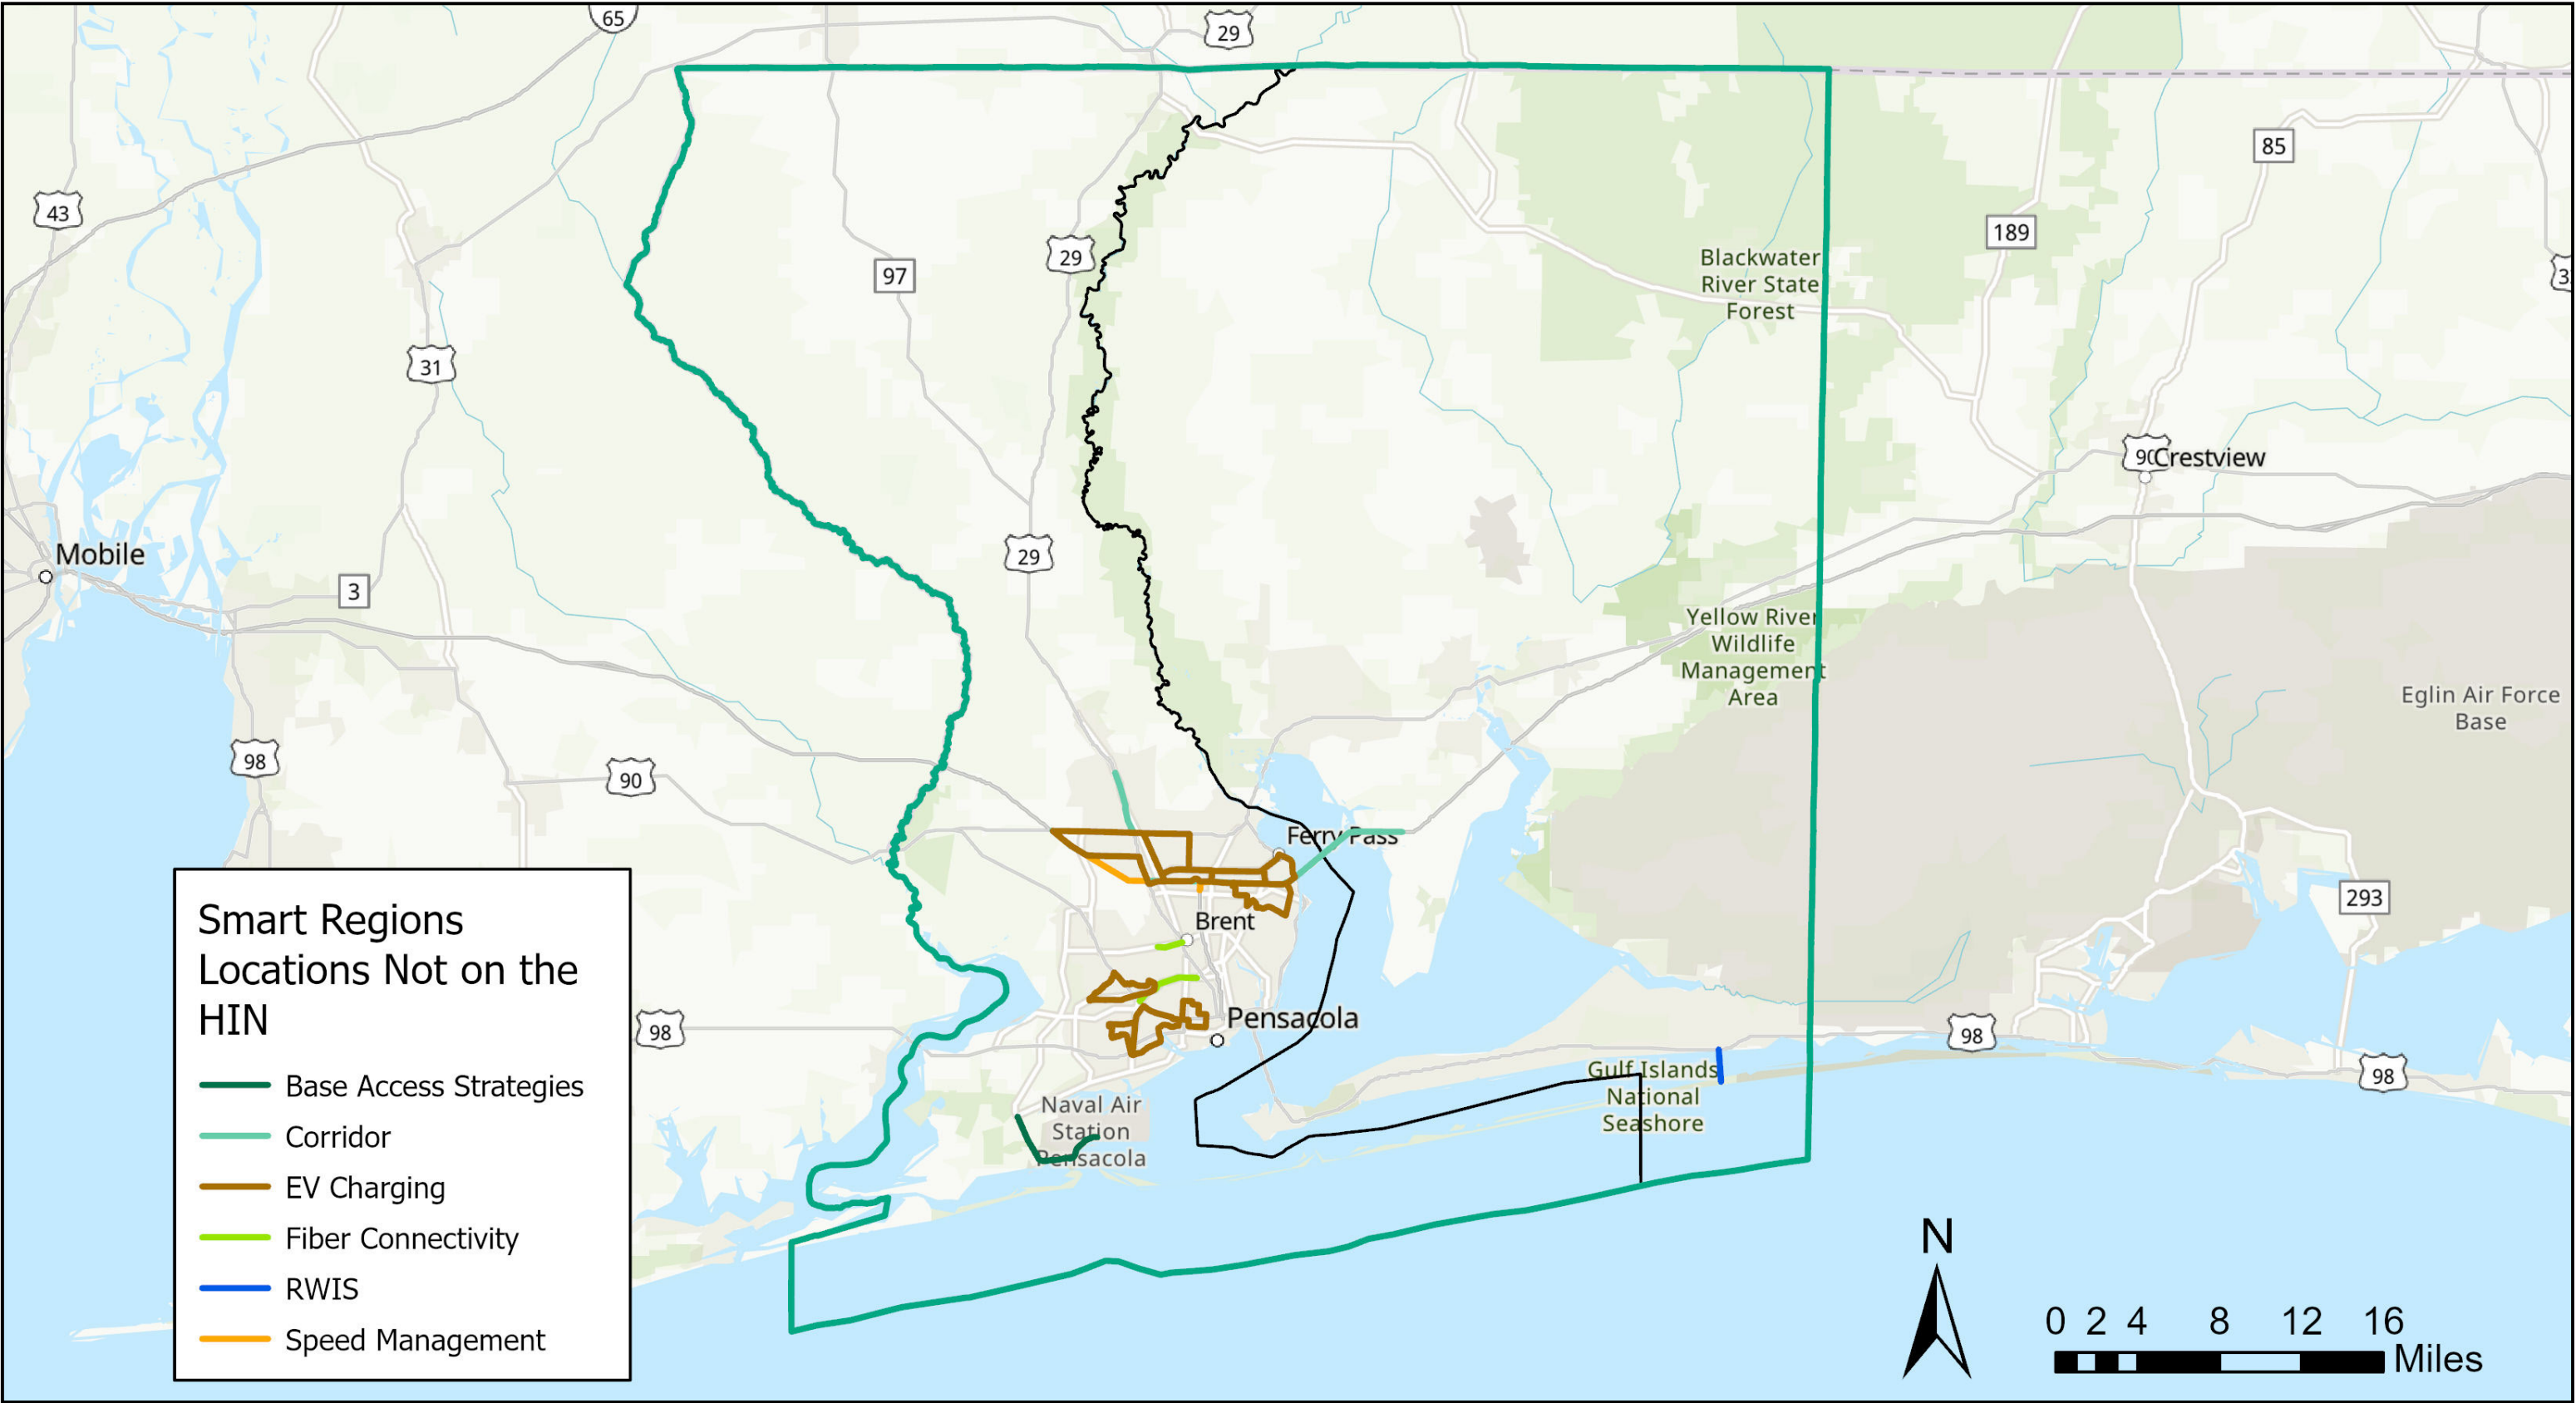 65
29
85
43
189
Blackwater
River State
Forest
29
97
3
31
90
Crestview
Mobile
29
3
Yellow River
Wildlife
Management
Area
Eglin Air Force
Base
98
90
Ferry Pass
293
Brent
Smart Regions
Locations Not on the
HIN
Base Access Strategies
Corridor
EV Charging
Fiber Connectivity
RWIS
Speed Management
98
Pensacola
98
98
Gulf Islands
National
Seashore
Naval Air
Station
Pensacola
N
0 2 4 8 12 16
Miles